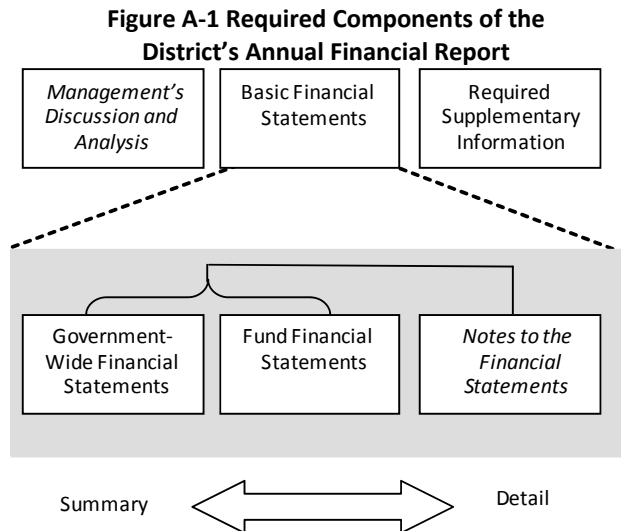 Figure A-1 Required Components of the
District’s Annual Financial Report
Management’s
Discussion and
Analysis
Basic Financial
Statements
Required
Supplementary
Information
Government-
Wide Financial
Statements
Fund Financial
Statements
Notes to the
Financial
Statements
Summary
Detail